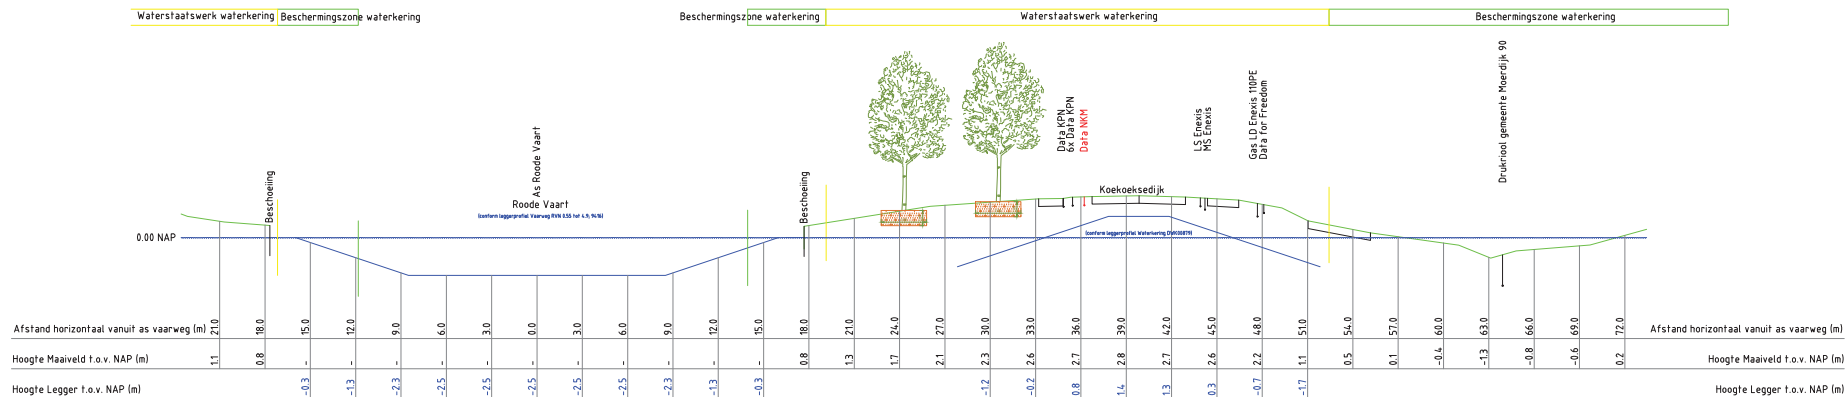 Waterstaatswerk waterkering
Beschermingszone waterkering
Beschermingszone waterkering
Waterstaatswerk waterkering
Beschermingszone waterkering
Beschoeiing
As Roode Vaart
Roode Vaart
(conform leggerprofiel Vaarweg RVN 0.55 tot 4.9; 9416)
Beschoeiing
Data KPN
6x Data KPN
Data NKM
Koekoeksedijk
LS Enexis
MS Enexis
Gas LD Enexis 110PE
Data for Freedom
Drukriool gemeente Moerdijk 90
0.00 NAP
Afstand horizontaal vanuit as vaarweg (m) 21.0 18.0 15.0 12.0 9.0 6.0 3.0 0.0 3.0 6.0 9.0 12.0 15.0 18.0 21.0 24.0 27.0 30.0 33.0 36.0 39.0 42.0 45.0 48.0 51.0 54.0 57.0 60.0 63.0 66.0 69.0 72.0 Afstand horizontaal vanuit as vaarweg (m)
Hoogte Maaiveld t.o.v. NAP (m) 1.1 0.8 - - - - - - - - - - - 0.8 1.3 1.7 2.1 2.3 2.6 2.7 2.8 2.7 2.6 2.2 1.1 0.5 0.1 -0.4 -1.3 -0.8 -0.6 0.2 Hoogte Maaiveld t.o.v. NAP (m)
Hoogte Legger t.o.v. NAP (m) -0.3 -1.3 -2.3 -2.5 -2.5 -2.5 -2.5 -2.5 -2.3 -1.3 -0.3 -1.2 -0.2 0.8 1.4 1.3 0.3 -0.7 -1.7 Hoogte Legger t.o.v. NAP (m)